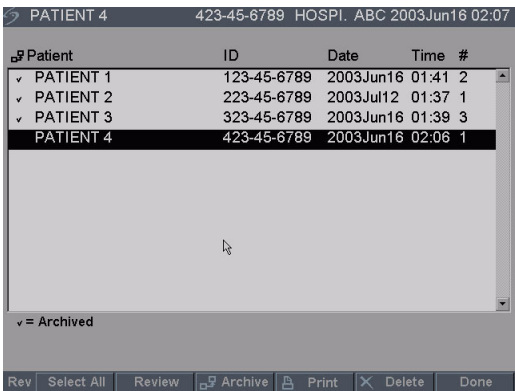 PATIENT 4 423-45-6789 HOSPI. ABC 2003Jun16 02:07
Patient ID Date Time #
✓ PATIENT 1 123-45-6789 2003Jun16 01:41 2
✓ PATIENT 2 223-45-6789 2003Jul12 01:37 1
✓ PATIENT 3 323-45-6789 2003Jun16 01:39 3
PATIENT 4 423-45-6789 2003Jun16 02:06 1
✓ = Archived
Rev Select All Review Archive Print Delete Done